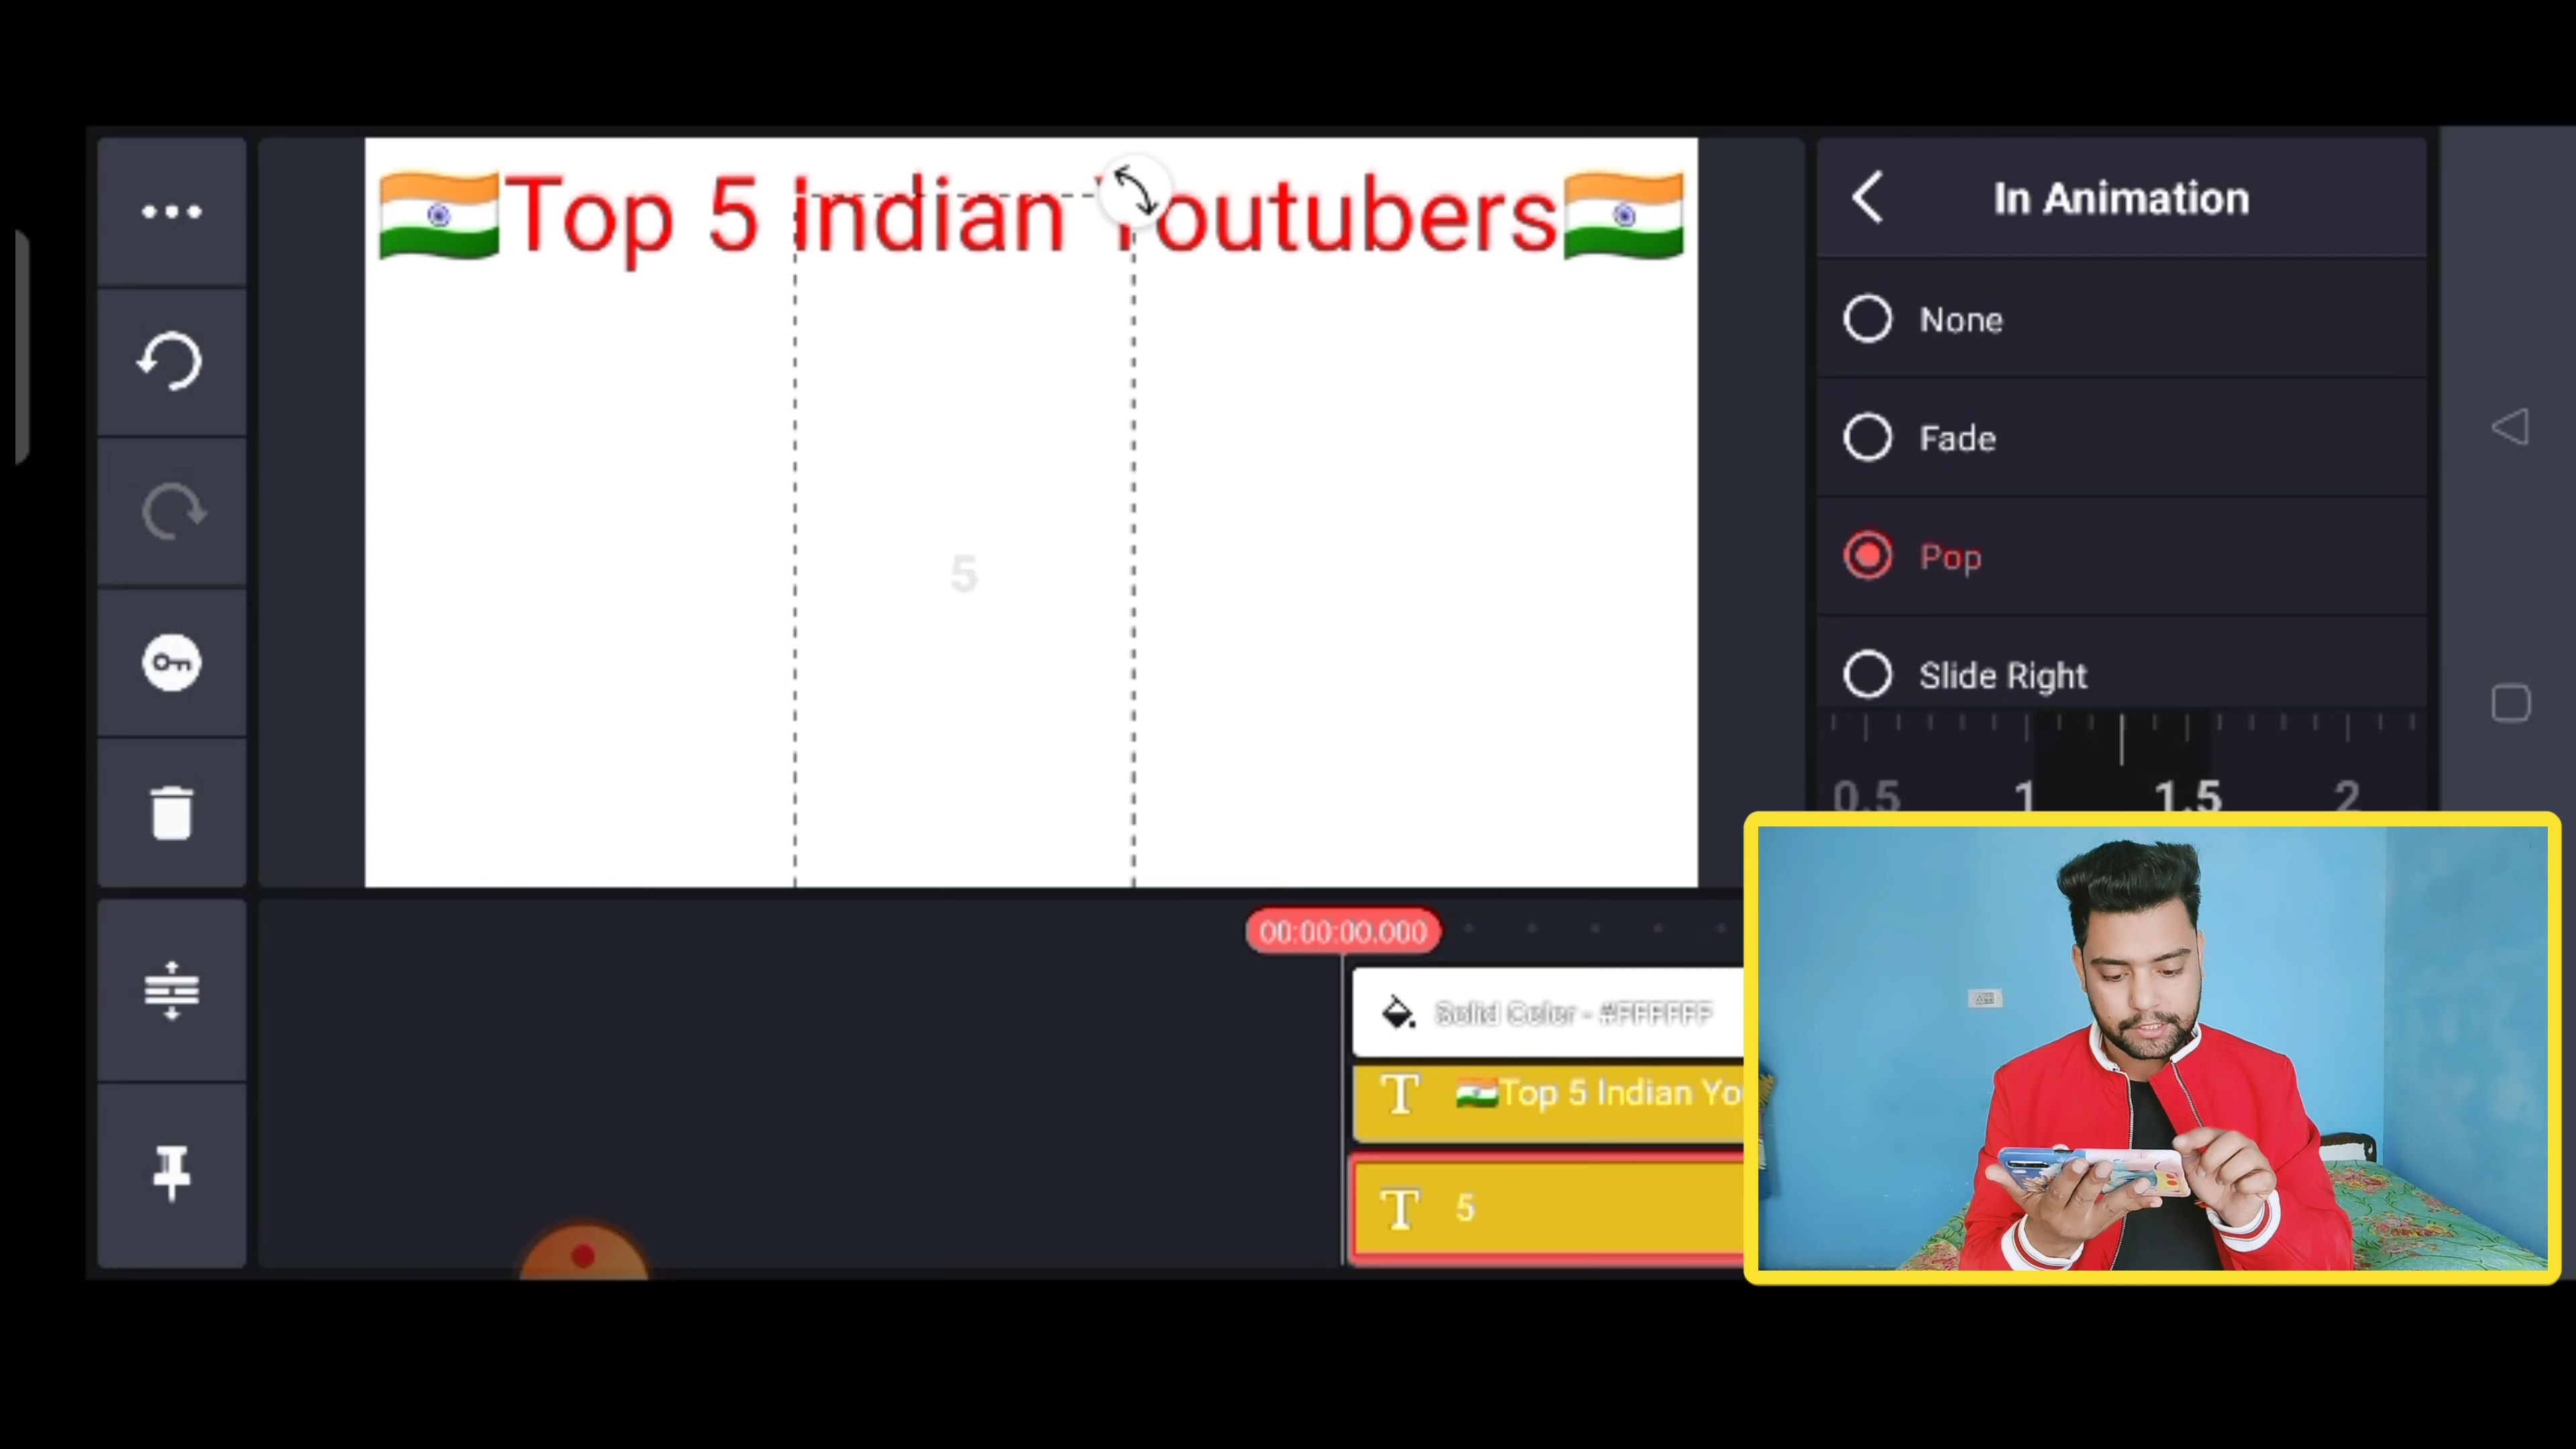 🇮🇳Top 5 Indian Youtubers🇮🇳
5
In Animation
None
Fade
Pop
Slide Right
0.5 1 1.5 2
00:00:00.000
Solid Color - #FFFFFF
T 🇮🇳Top 5 Indian Yo
T 5